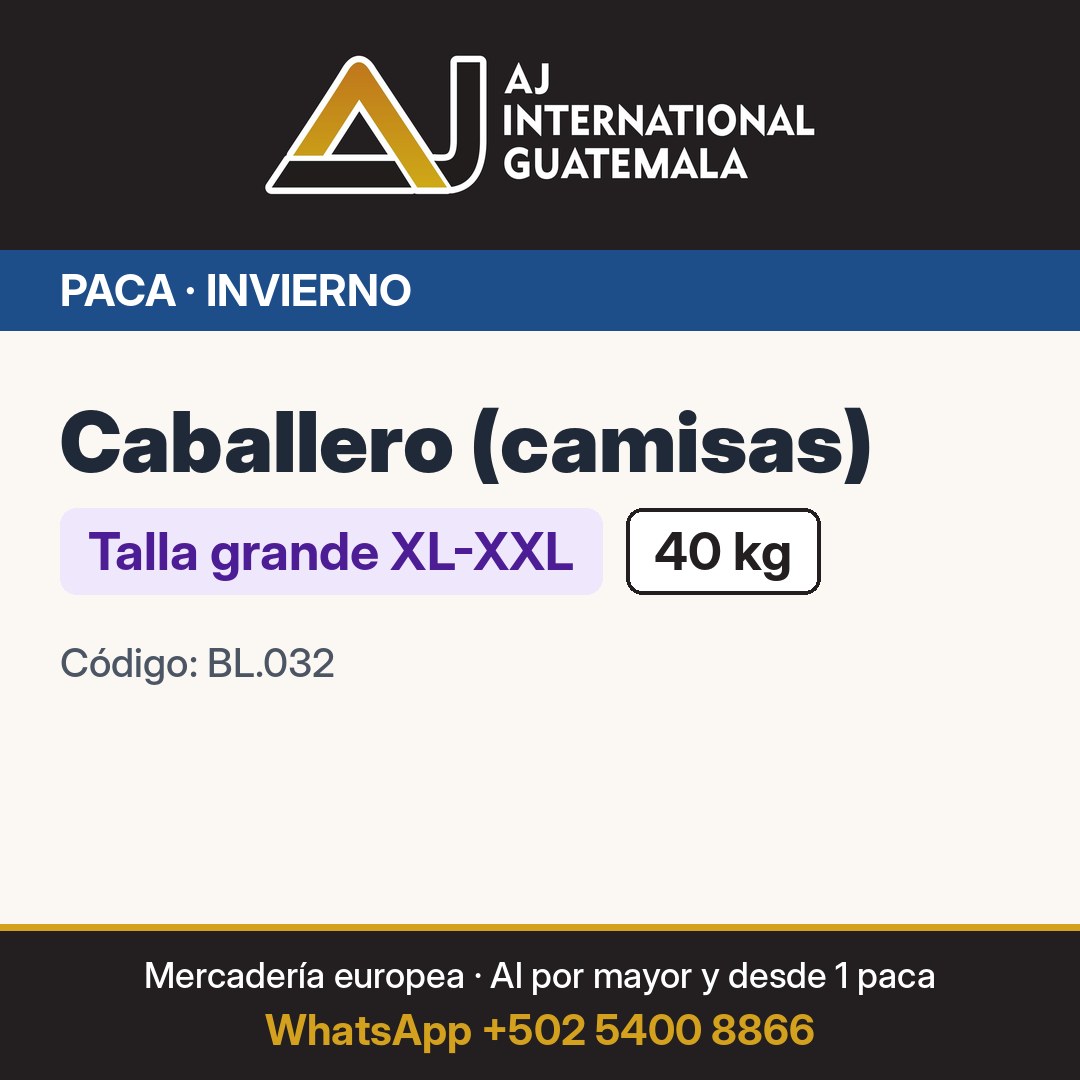 AJ
INTERNATIONAL
GUATEMALA
PACA · INVIERNO
Caballero (camisas)
Talla grande XL-XXL
40 kg
Código: BL.032
Mercadería europea · Al por mayor y desde 1 paca
WhatsApp +502 5400 8866